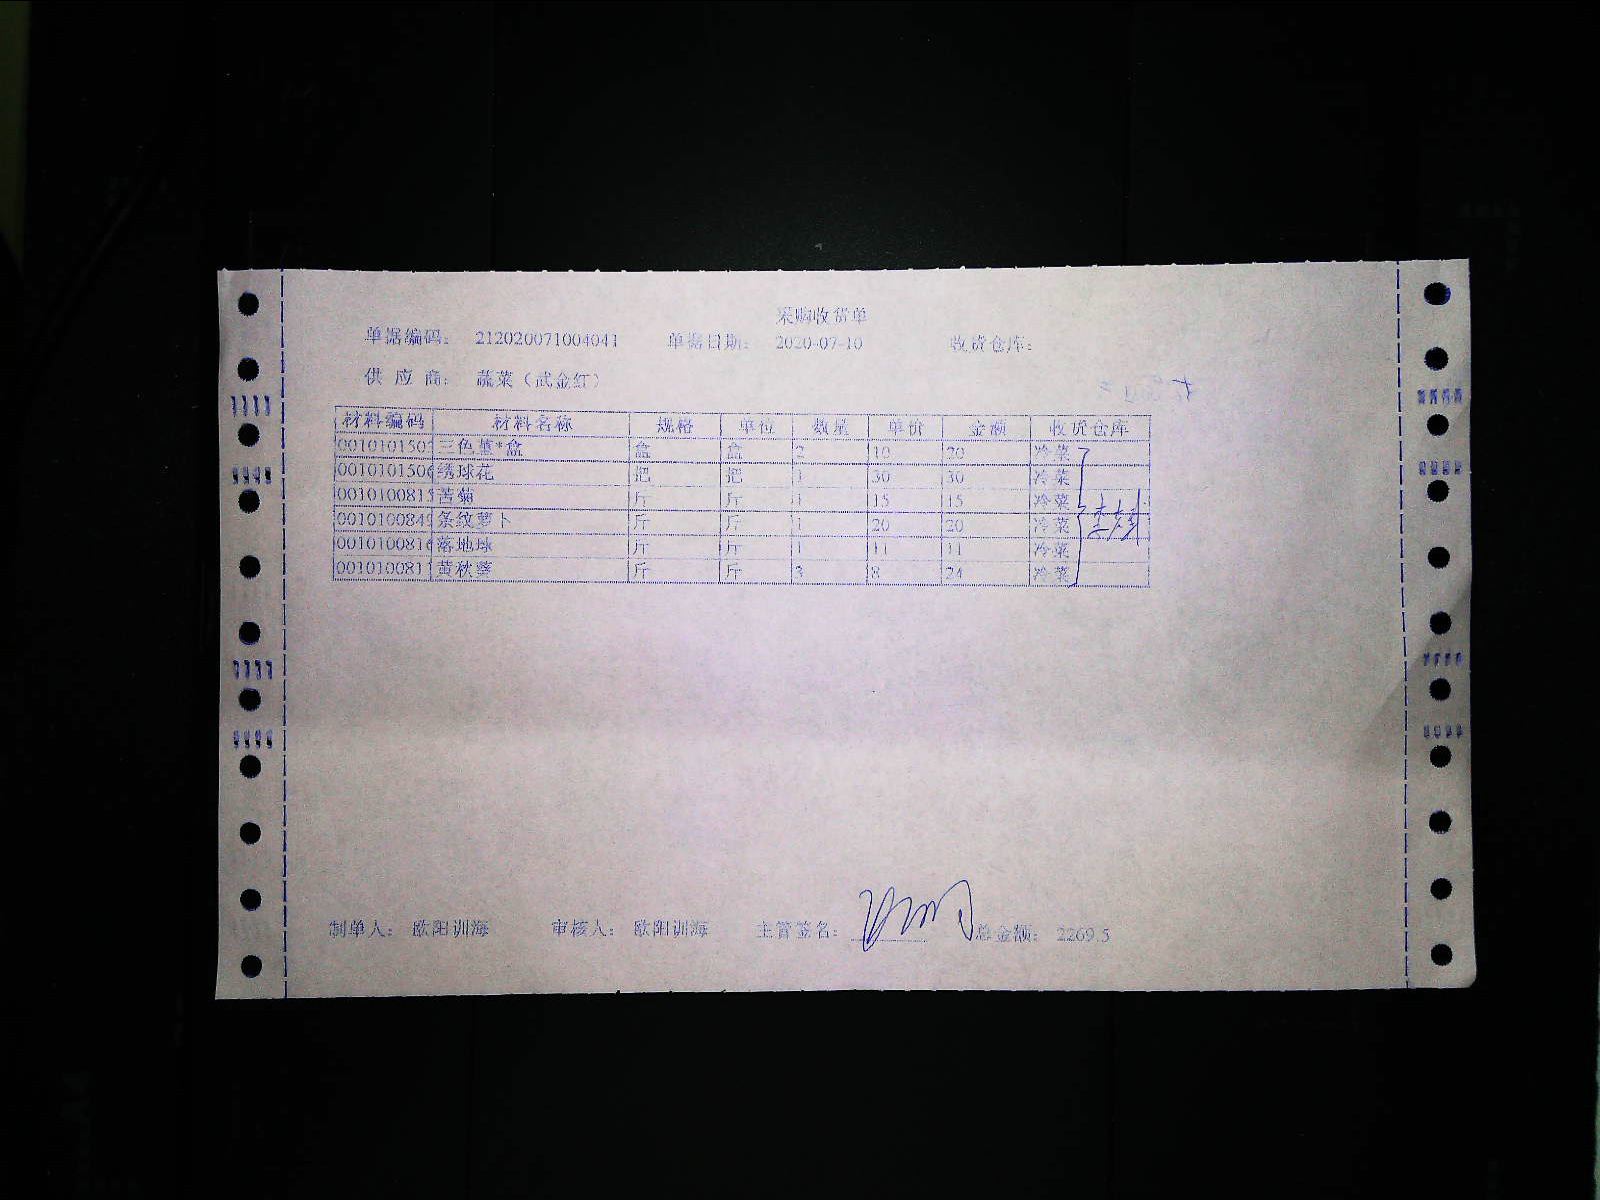 采购收货单
单据编码： 212020071004041 单据日期： 2020-07-10 收货仓库：
供 应 商： 蔬菜（武金红）
材料编码 材料名称 规格 单位 数量 单价 金额 收货仓库
001010150 三色堇*盒 盒 盒 2 10 20 冷菜
001010150 绣球花 把 把 1 30 30 冷菜
001010081 苦菊 斤 斤 1 15 15 冷菜
001010084 条纹萝卜 斤 斤 1 20 20 冷菜
001010081 落地球 斤 斤 1 11 11 冷菜
001010081 黄秋葵 斤 斤 3 8 24 冷菜
制单人： 欧阳训海 审核人： 欧阳训海 主管签名： 总金额： 2269.5